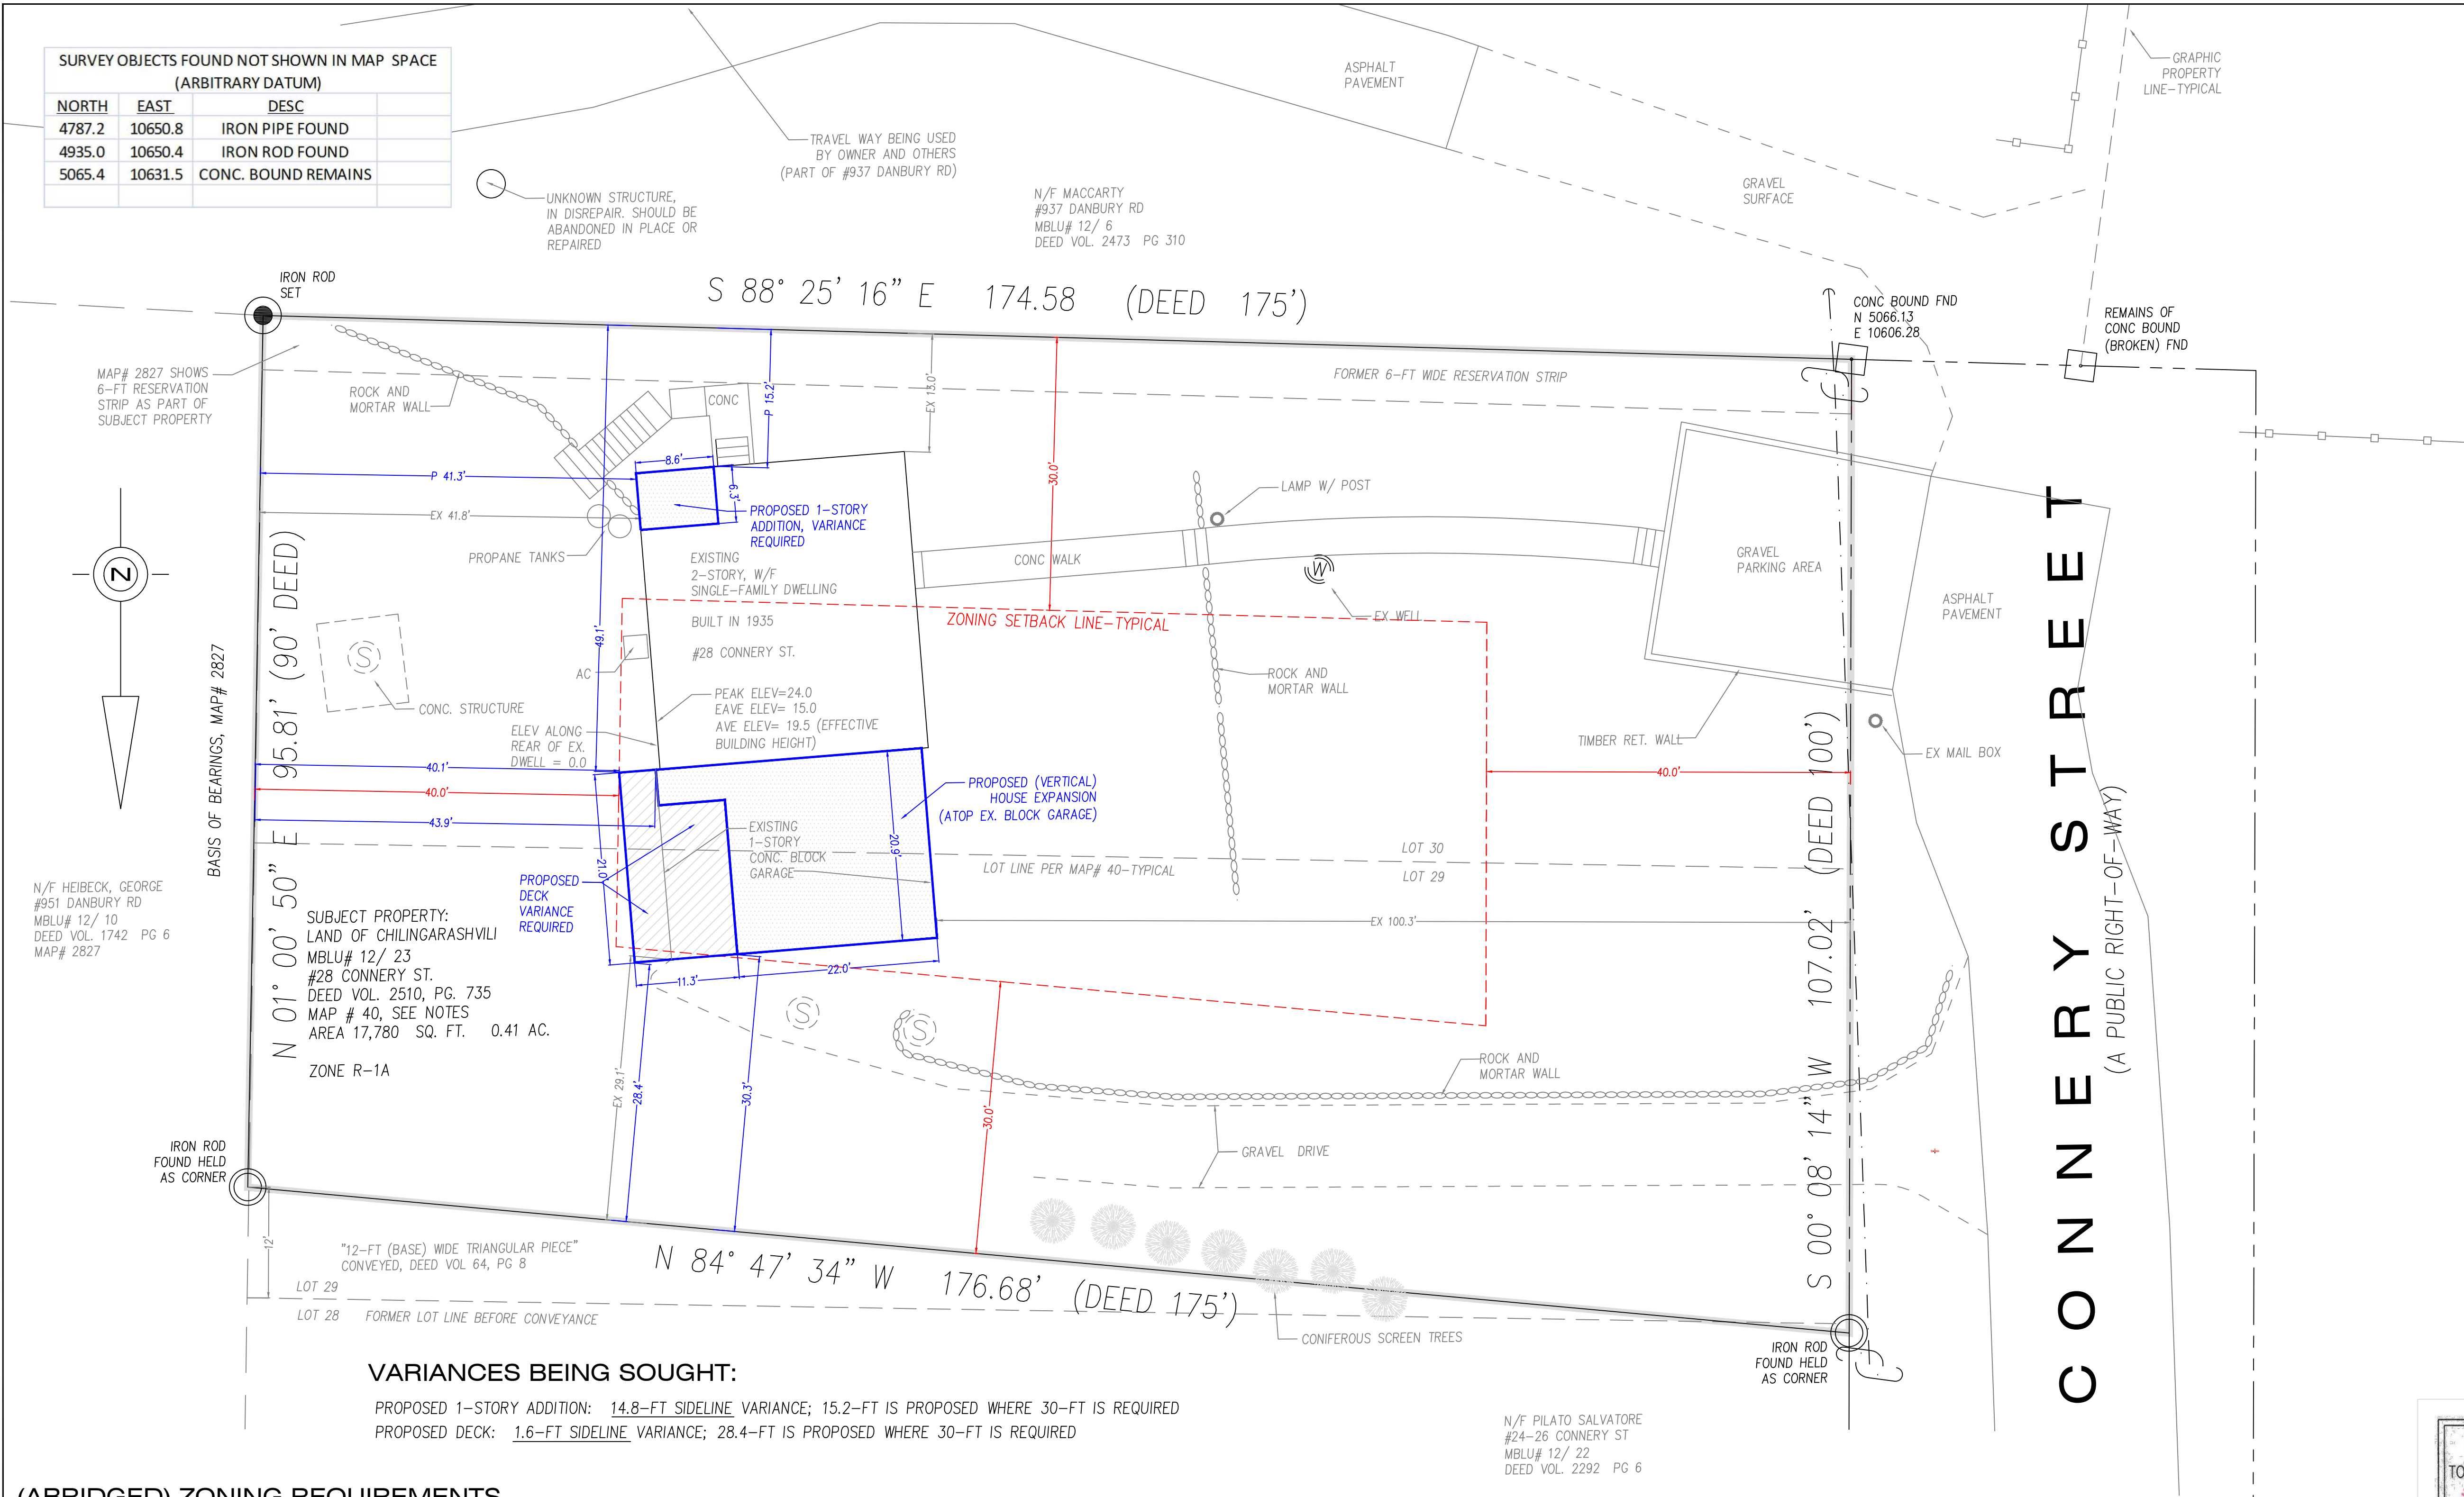 SURVEY OBJECTS FOUND NOT SHOWN IN MAP SPACE
(ARBITRARY DATUM)
NORTH EAST DESC
4787.2 10650.8 IRON PIPE FOUND
4935.0 10650.4 IRON ROD FOUND
5065.4 10631.5 CONC. BOUND REMAINS
ASPHALT
PAVEMENT
GRAPHIC
PROPERTY
LINE-TYPICAL
TRAVEL WAY BEING USED
BY OWNER AND OTHERS
(PART OF #937 DANBURY RD)
UNKNOWN STRUCTURE,
IN DISREPAIR. SHOULD BE
ABANDONED IN PLACE OR
REPAIRED
N/F MACCARTY
#937 DANBURY RD
MBLU# 12/ 6
DEED VOL. 2473 PG 310
GRAVEL
SURFACE
IRON ROD
SET
S 88° 25' 16" E 174.58 (DEED 175')
CONC BOUND FND
N 5066.13
E 10606.28
REMAINS OF
CONC BOUND
(BROKEN) FND
MAP# 2827 SHOWS
6-FT RESERVATION
STRIP AS PART OF
SUBJECT PROPERTY
ROCK AND
MORTAR WALL
CONC
P 15.2'
EX 13.0'
FORMER 6-FT WIDE RESERVATION STRIP
8.6'
6.3'
P 41.3'
EX 41.8'
30.0'
PROPOSED 1-STORY
ADDITION, VARIANCE
REQUIRED
LAMP W/ POST
PROPANE TANKS
EXISTING
2-STORY, W/F
SINGLE-FAMILY DWELLING
BUILT IN 1935
#28 CONNERY ST.
CONC WALK
W
EX WELL
GRAVEL
PARKING AREA
ASPHALT
PAVEMENT
ZONING SETBACK LINE-TYPICAL
N
49.1'
S
AC
CONC. STRUCTURE
PEAK ELEV=24.0
EAVE ELEV= 15.0
AVE ELEV= 19.5 (EFFECTIVE
BUILDING HEIGHT)
ROCK AND
MORTAR WALL
TIMBER RET. WALL
EX MAIL BOX
ELEV ALONG
REAR OF EX.
DWELL = 0.0
BASIS OF BEARINGS, MAP# 2827
N 01° 00' 50" E 95.81' (90' DEED)
40.1'
40.0'
43.9'
40.0'
PROPOSED (VERTICAL)
HOUSE EXPANSION
(ATOP EX. BLOCK GARAGE)
EXISTING
1-STORY
CONC. BLOCK
GARAGE
20.9'
21.0'
LOT 30
LOT LINE PER MAP# 40-TYPICAL
LOT 29
PROPOSED
DECK
VARIANCE
REQUIRED
EX 100.3'
N/F HEIBECK, GEORGE
#951 DANBURY RD
MBLU# 12/ 10
DEED VOL. 1742 PG 6
MAP# 2827
SUBJECT PROPERTY:
LAND OF CHILINGARASHVILI
MBLU# 12/ 23
#28 CONNERY ST.
DEED VOL. 2510, PG. 735
MAP # 40, SEE NOTES
AREA 17,780 SQ. FT. 0.41 AC.
ZONE R-1A
11.3'
22.0'
S
S
EX 29.1'
28.4'
30.3'
30.0'
ROCK AND
MORTAR WALL
GRAVEL DRIVE
S 00° 08' 14" W 107.02' (DEED 100')
CONNERY STREET
(A PUBLIC RIGHT-OF-WAY)
IRON ROD
FOUND HELD
AS CORNER
12'
"12-FT (BASE) WIDE TRIANGULAR PIECE"
CONVEYED, DEED VOL 64, PG 8
N 84° 47' 34" W 176.68' (DEED 175')
LOT 29
LOT 28 FORMER LOT LINE BEFORE CONVEYANCE
CONIFEROUS SCREEN TREES
IRON ROD
FOUND HELD
AS CORNER
VARIANCES BEING SOUGHT:
PROPOSED 1-STORY ADDITION: 14.8-FT SIDELINE VARIANCE; 15.2-FT IS PROPOSED WHERE 30-FT IS REQUIRED
PROPOSED DECK: 1.6-FT SIDELINE VARIANCE; 28.4-FT IS PROPOSED WHERE 30-FT IS REQUIRED
N/F PILATO SALVATORE
#24-26 CONNERY ST
MBLU# 12/ 22
DEED VOL. 2292 PG 6
TO
(ABRIDGED) ZONING REQUIREMENTS